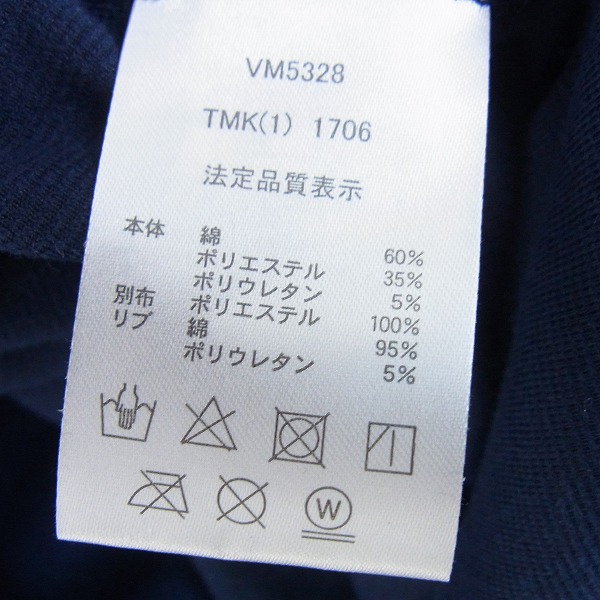 VM5328
TMK(1) 1706
法定品質表示
本体 綿 60%
ポリエステル 35%
ポリウレタン 5%
別布 ポリエステル 100%
リブ 綿 95%
ポリウレタン 5%
W